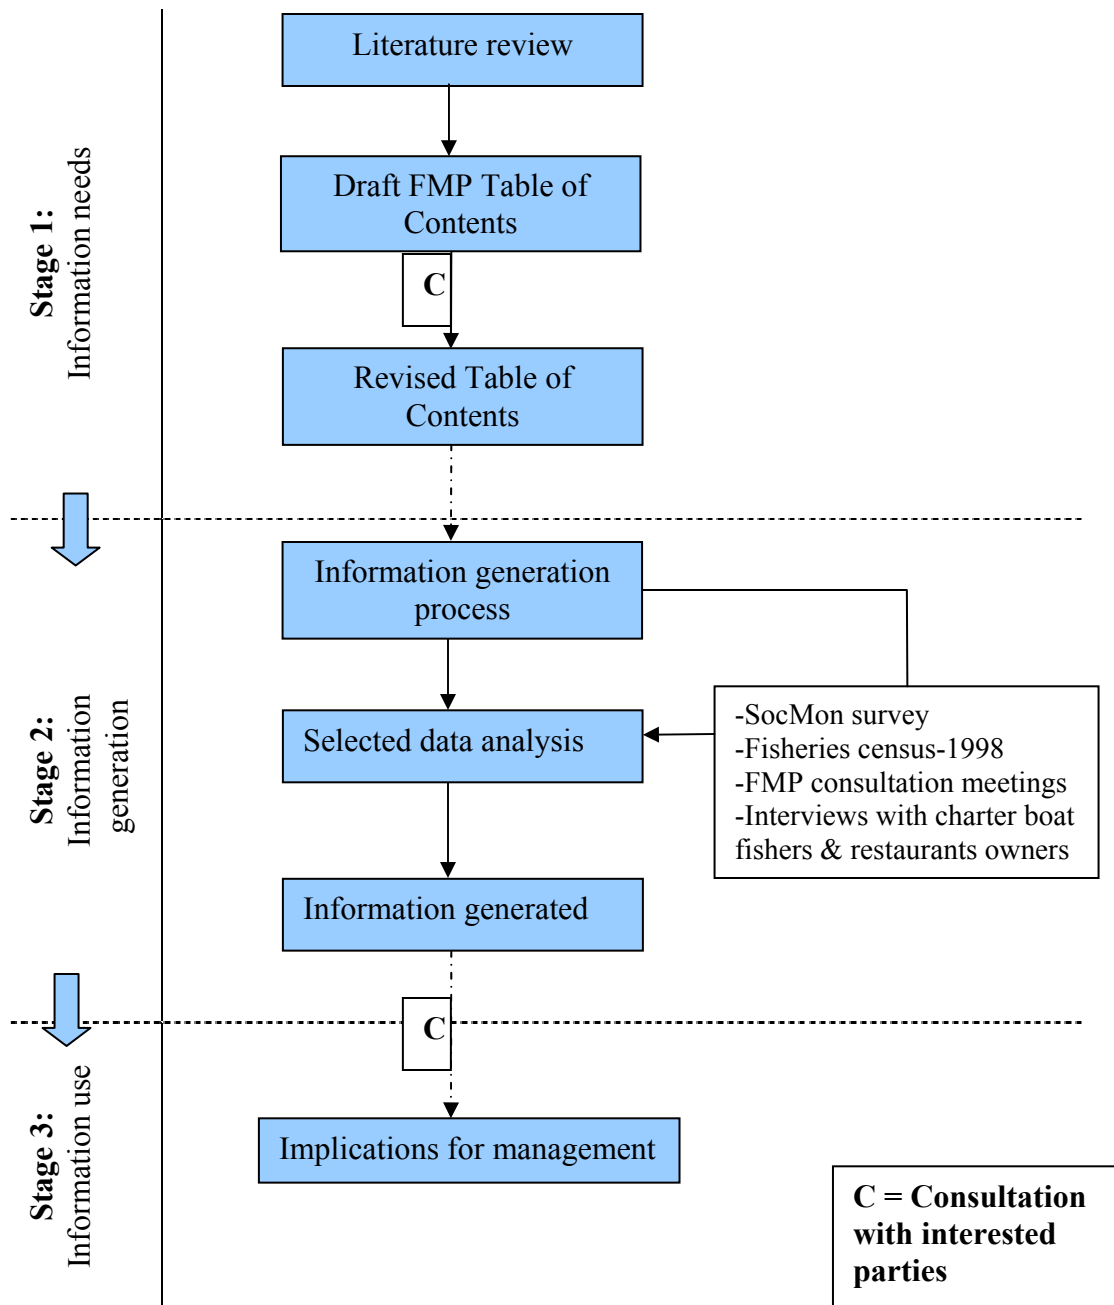 Literature review
Draft FMP Table of
Contents
C
Revised Table of
Contents
Stage 1:
Information needs
Information generation
process
Selected data analysis
-SocMon survey
-Fisheries census-1998
-FMP consultation meetings
-Interviews with charter boat
fishers & restaurants owners
Information generated
Stage 2:
Information
generation
C
Implications for management
Stage 3:
Information use
C = Consultation
with interested
parties